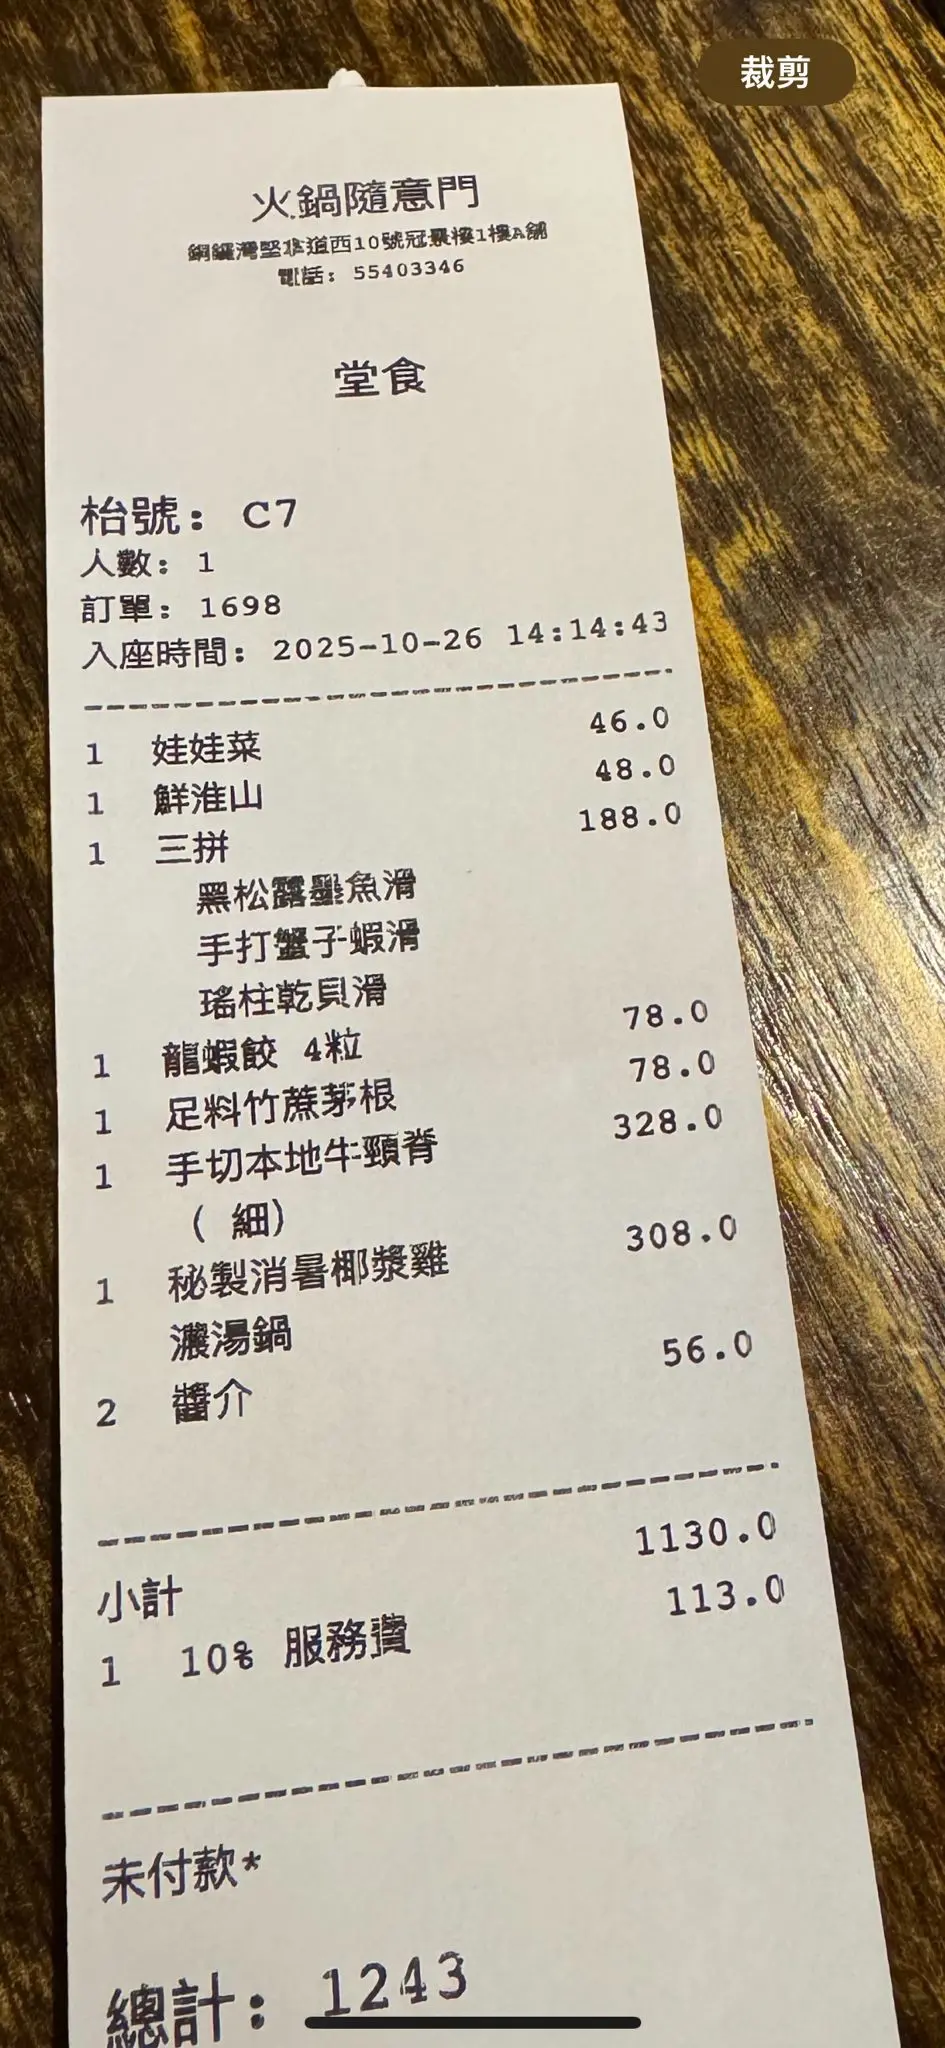 裁剪
火鍋隨意門
銅鑼灣堅拿道西10號冠景樓1樓A舖
電話: 55403346
堂食
枱號: C7
人數: 1
訂單: 1698
入座時間: 2025-10-26 14:14:43
1 娃娃菜 46.0
1 鮮淮山 48.0
1 三拼 188.0
黑松露墨魚滑
手打蟹子蝦滑
瑤柱乾貝滑
1 龍蝦餃 4粒 78.0
1 足料竹蔗茅根 78.0
1 手切本地牛頸脊 328.0
( 細)
1 秘製消暑椰漿雞 308.0
濃湯鍋
2 醬介 56.0
小計 1130.0
1 10% 服務費 113.0
未付款*
總計: 1243